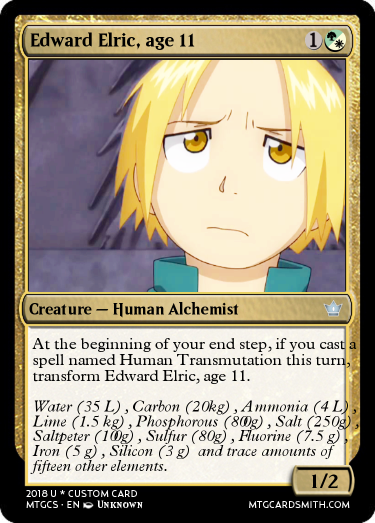 Edward Elric, age 11 1
Creature — Human Alchemist
At the beginning of your end step, if you cast a
spell named Human Transmutation this turn,
transform Edward Elric, age 11.
Water (35 L) , Carbon (20kg) , Ammonia (4 L) ,
Lime (1.5 kg) , Phosphorous (800g) , Salt (250g) ,
Saltpeter (100g) , Sulfur (80g) , Fluorine (7.5 g) ,
Iron (5 g) , Silicon (3 g) and trace amounts of
fifteen other elements.
1/2
2018 U * CUSTOM CARD
MTGCS • EN Unknown
MTGCARDSMITH.COM